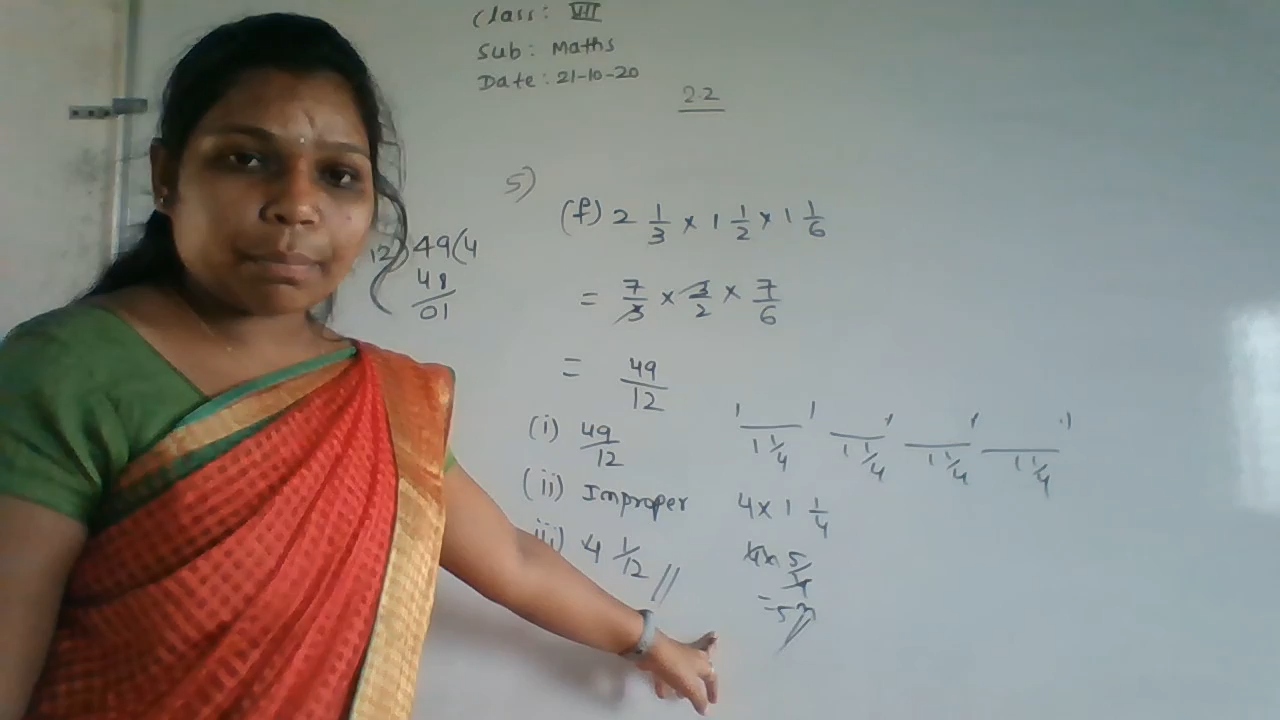 Class: VII
Sub: Maths
Date: 21-10-20
2.2
5)
(f) 2 1/3 × 1 1/2 × 1 1/6
= 7/3 × 3/2 × 7/6
12) 49 (4
48
01
= 49/12
(i) 49/12
(ii) Improper
iii) 4 1/12 //
1 1 1 1 1
1 1/4 1 1/4 1 1/4 1 1/4
4 × 1 1/4
4 × 5/4
= 5 m //